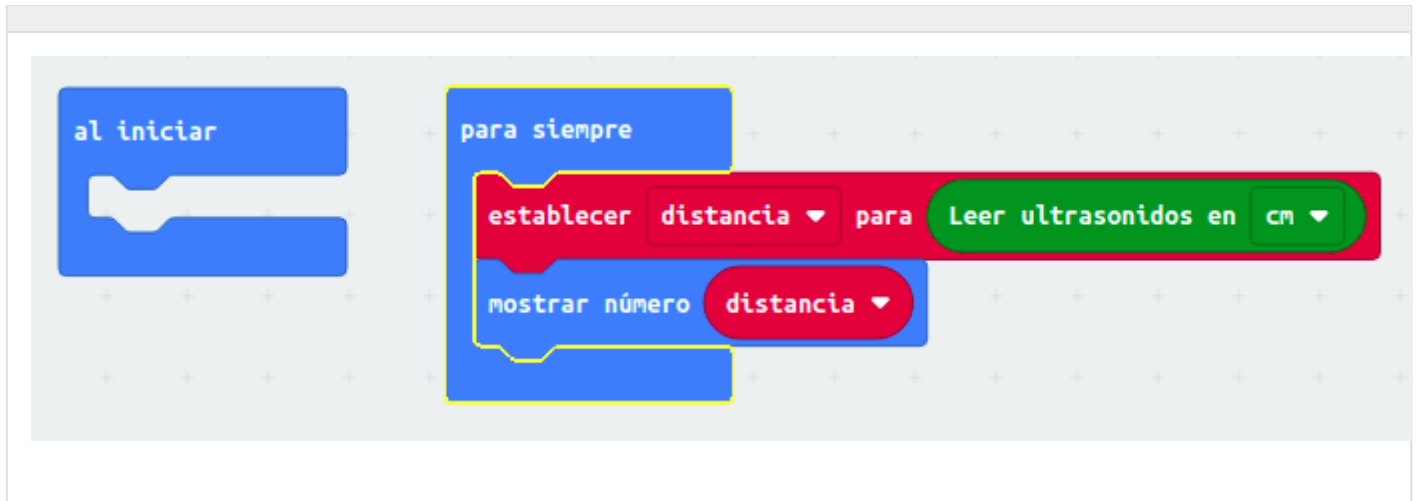 al iniciar
para siempre
establecer distancia para Leer ultrasonidos en cm
mostrar número distancia